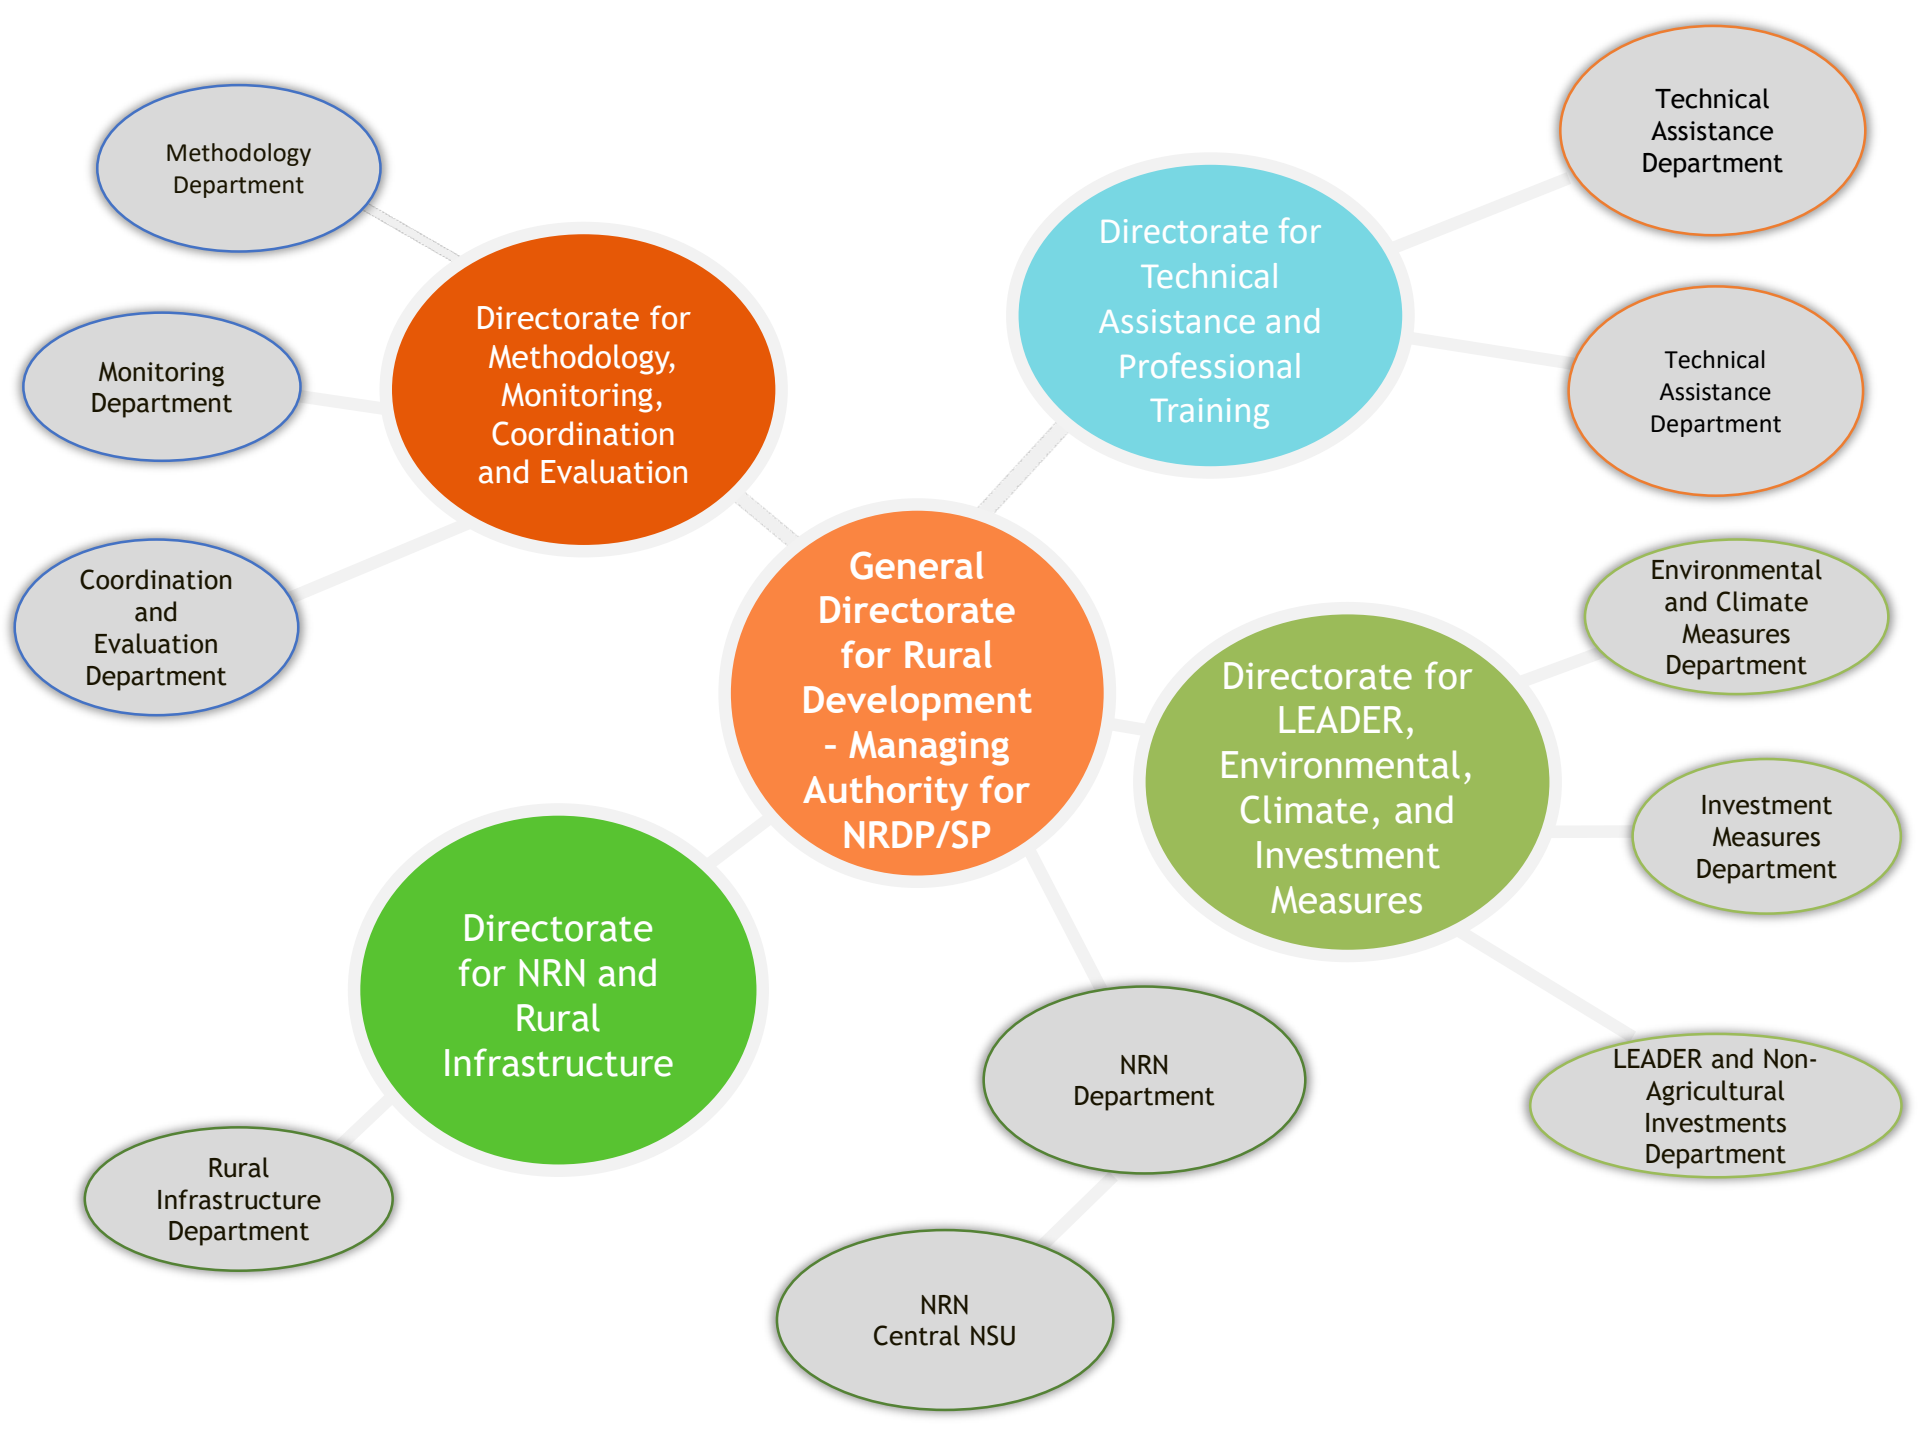 Methodology
Department
Monitoring
Department
Coordination
and
Evaluation
Department
Directorate for
Methodology,
Monitoring,
Coordination
and Evaluation
Directorate for
Technical
Assistance and
Professional
Training
Technical
Assistance
Department
Technical
Assistance
Department
General
Directorate
for Rural
Development
– Managing
Authority for
NRDP/SP
Directorate for
LEADER,
Environmental,
Climate, and
Investment
Measures
Environmental
and Climate
Measures
Department
Investment
Measures
Department
LEADER and Non-
Agricultural
Investments
Department
Directorate
for NRN and
Rural
Infrastructure
Rural
Infrastructure
Department
NRN
Department
NRN
Central NSU